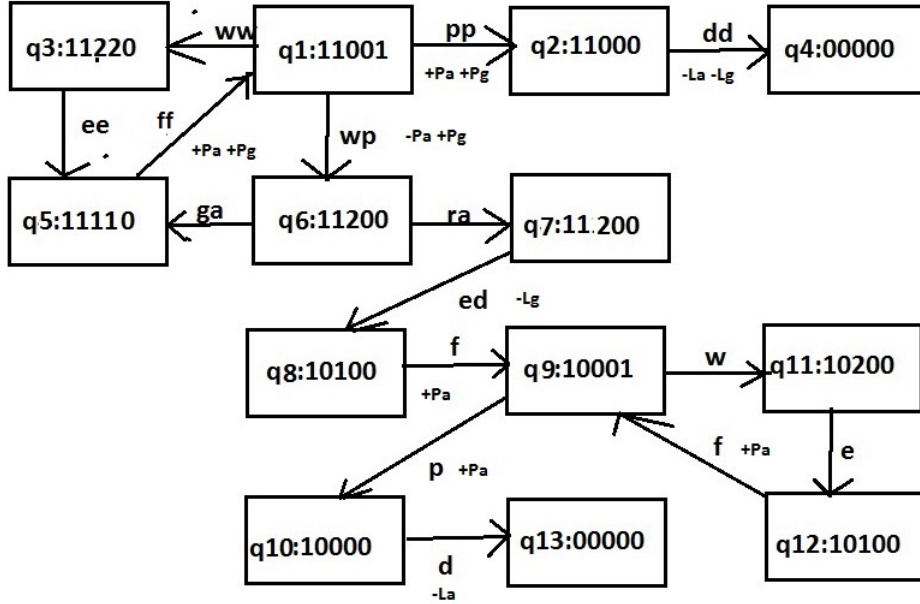 q3:11220
ww
q1:11001
pp
+Pa +Pg
q2:11000
dd
-La -Lg
q4:00000
ee
ff
+Pa +Pg
wp
-Pa +Pg
q5:11110
ga
q6:11200
ra
q7:11.200
ed
-Lg
q8:10100
f
+Pa
q9:10001
w
q11:10200
p
+Pa
f
+Pa
e
q10:10000
d
-La
q13:00000
q12:10100